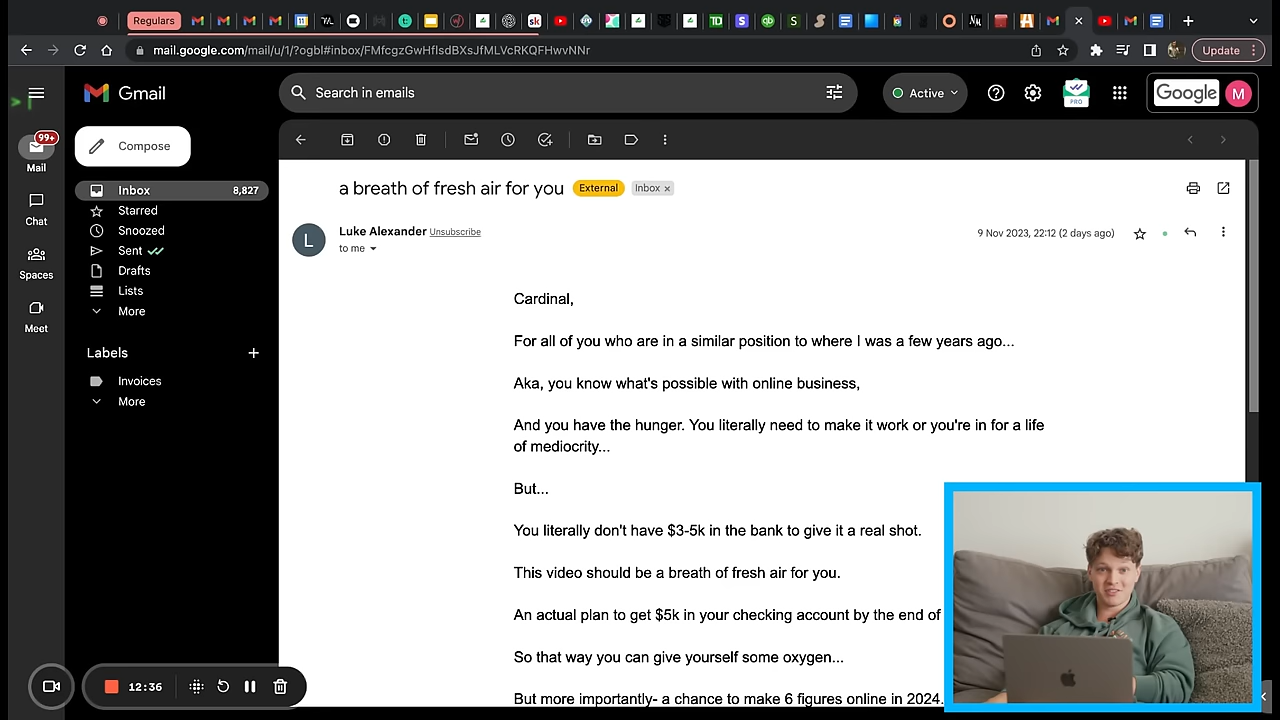 Regulars
mail.google.com/mail/u/1/?ogbl#inbox/FMfcgzGwHfIsdBXsJfMLVcRKQFHwvNNr
Update
Gmail
Search in emails
Active
PRO
Google
M
99+
Mail
Chat
Spaces
Meet
Compose
Inbox 8,827
Starred
Snoozed
Sent
Drafts
Lists
More
Labels
Invoices
More
a breath of fresh air for you External Inbox ×
L
Luke Alexander Unsubscribe
to me
9 Nov 2023, 22:12 (2 days ago)
Cardinal,
For all of you who are in a similar position to where I was a few years ago...
Aka, you know what's possible with online business,
And you have the hunger. You literally need to make it work or you're in for a life
of mediocrity...
But...
You literally don't have $3-5k in the bank to give it a real shot.
This video should be a breath of fresh air for you.
An actual plan to get $5k in your checking account by the end of
So that way you can give yourself some oxygen...
But more importantly- a chance to make 6 figures online in 2024.
12:36